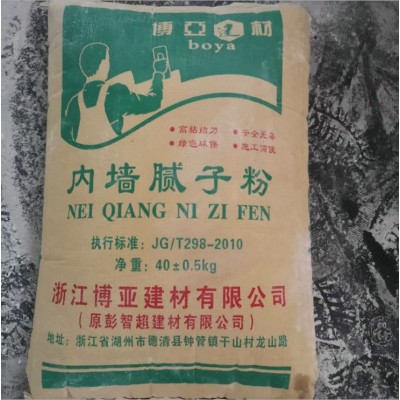 博亚建材
boya
●高粘结力 ●安全无毒
●绿色环保 ●施工简便
内墙腻子粉
NEI QIANG NI ZI FEN
执行标准：JG/T298-2010
净重：40±0.5kg
浙江博亚建材有限公司
（原彭智超建材有限公司）
地址：浙江省湖州市德清县钟管镇干山村龙山路